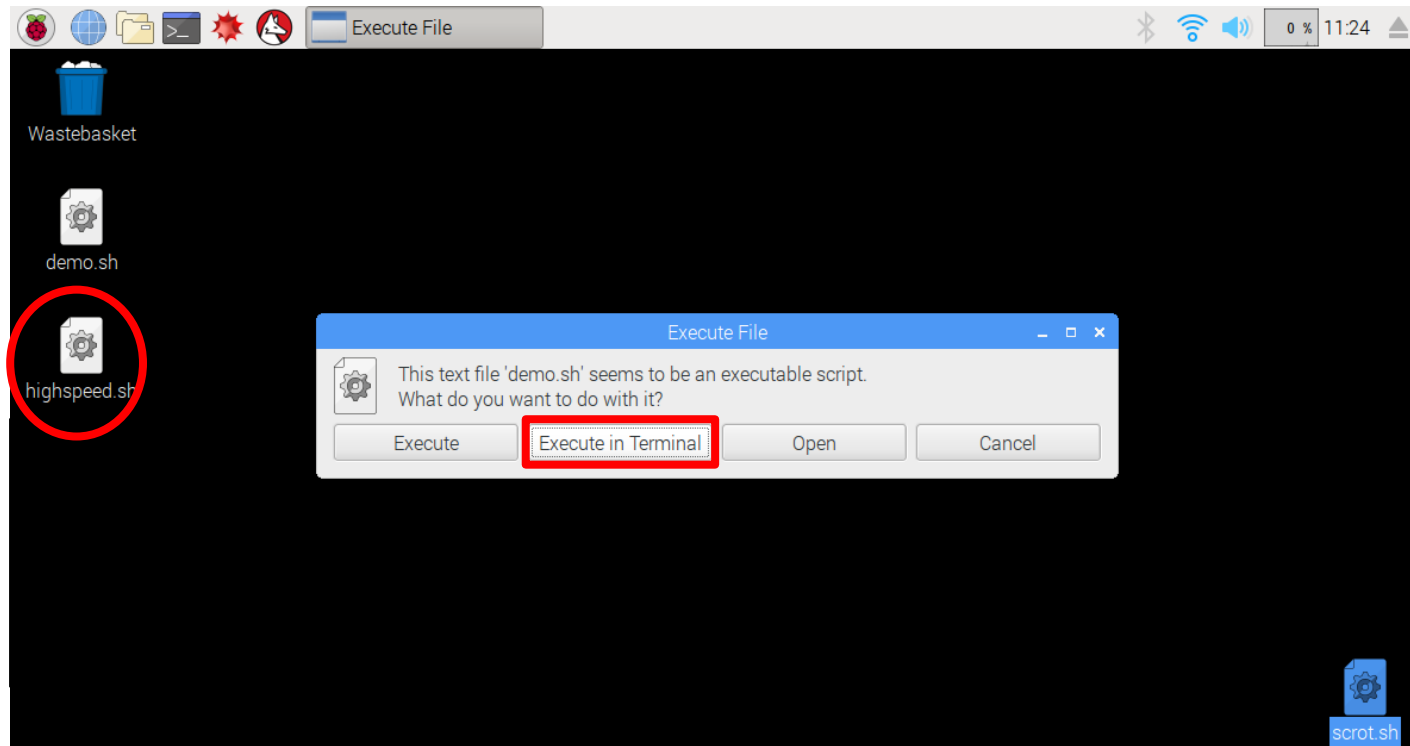 Execute File
0 %
11:24
Wastebasket
demo.sh
highspeed.sh
Execute File
This text file 'demo.sh' seems to be an executable script.
What do you want to do with it?
Execute
Execute in Terminal
Open
Cancel
scrot.sh